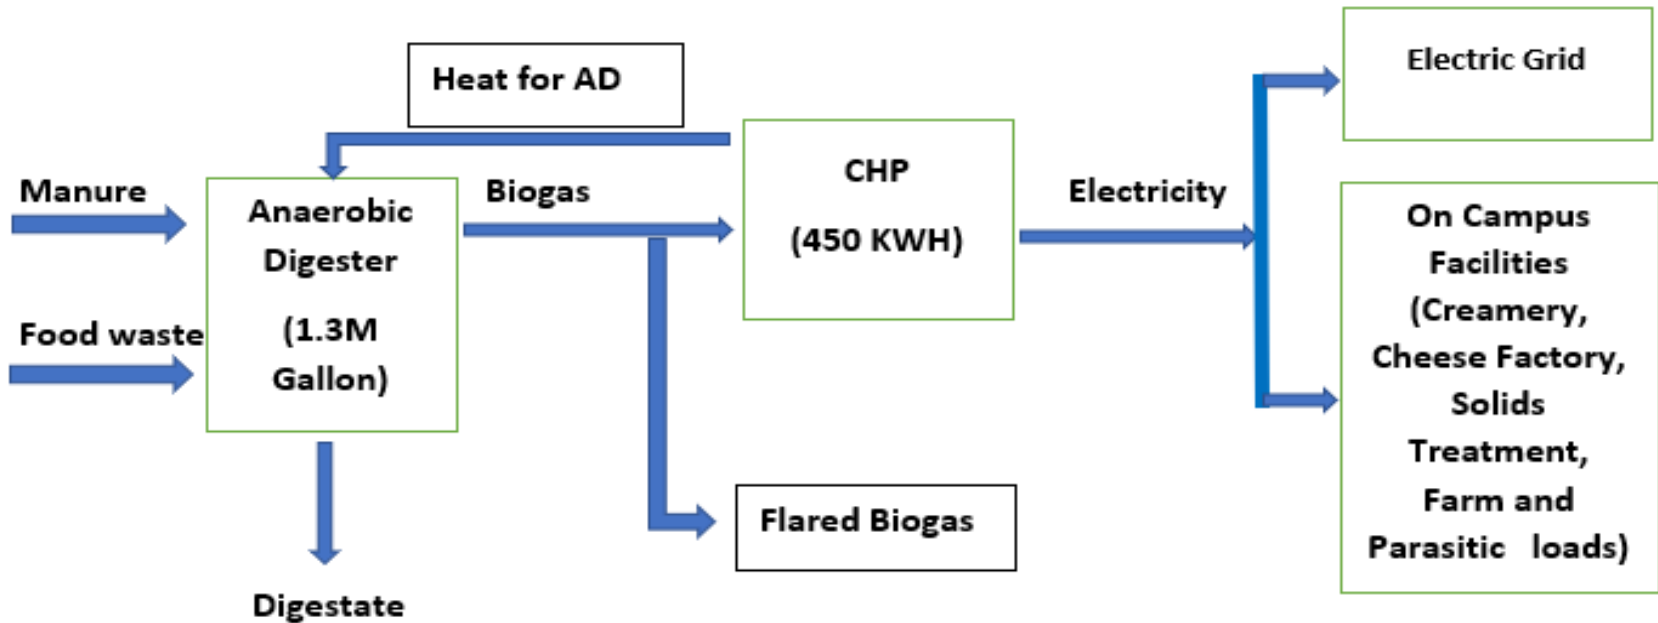 Heat for AD
Manure
Food waste
Anaerobic
Digester
(1.3M
Gallon)
Digestate
Biogas
Flared Biogas
CHP
(450 KWH)
Electricity
Electric Grid
On Campus
Facilities
(Creamery,
Cheese Factory,
Solids
Treatment,
Farm and
Parasitic loads)